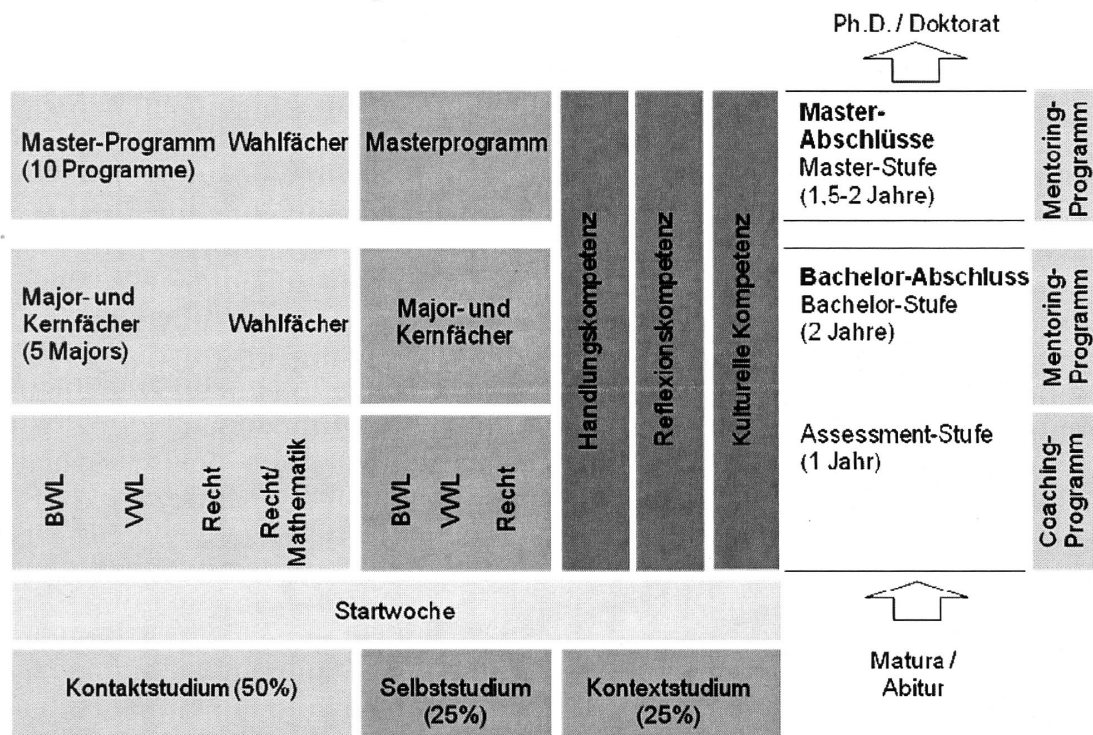 Ph.D. / Doktorat
Master-Programm
(10 Programme)
Wahlfächer
Masterprogramm
Handlungskompetenz
Reflexionskompetenz
Kulturelle Kompetenz
Master-
Abschlüsse
Master-Stufe
(1,5-2 Jahre)
Mentoring-
Programm
Major- und
Kernfächer
(5 Majors)
Wahlfächer
Major- und
Kernfächer
Bachelor-Abschluss
Bachelor-Stufe
(2 Jahre)
Mentoring-
Programm
BWL
VWL
Recht
Recht/
Mathematik
BWL
VWL
Recht
Assessment-Stufe
(1 Jahr)
Coaching-
Programm
Startwoche
Kontaktstudium (50%)
Selbststudium
(25%)
Kontextstudium
(25%)
Matura /
Abitur